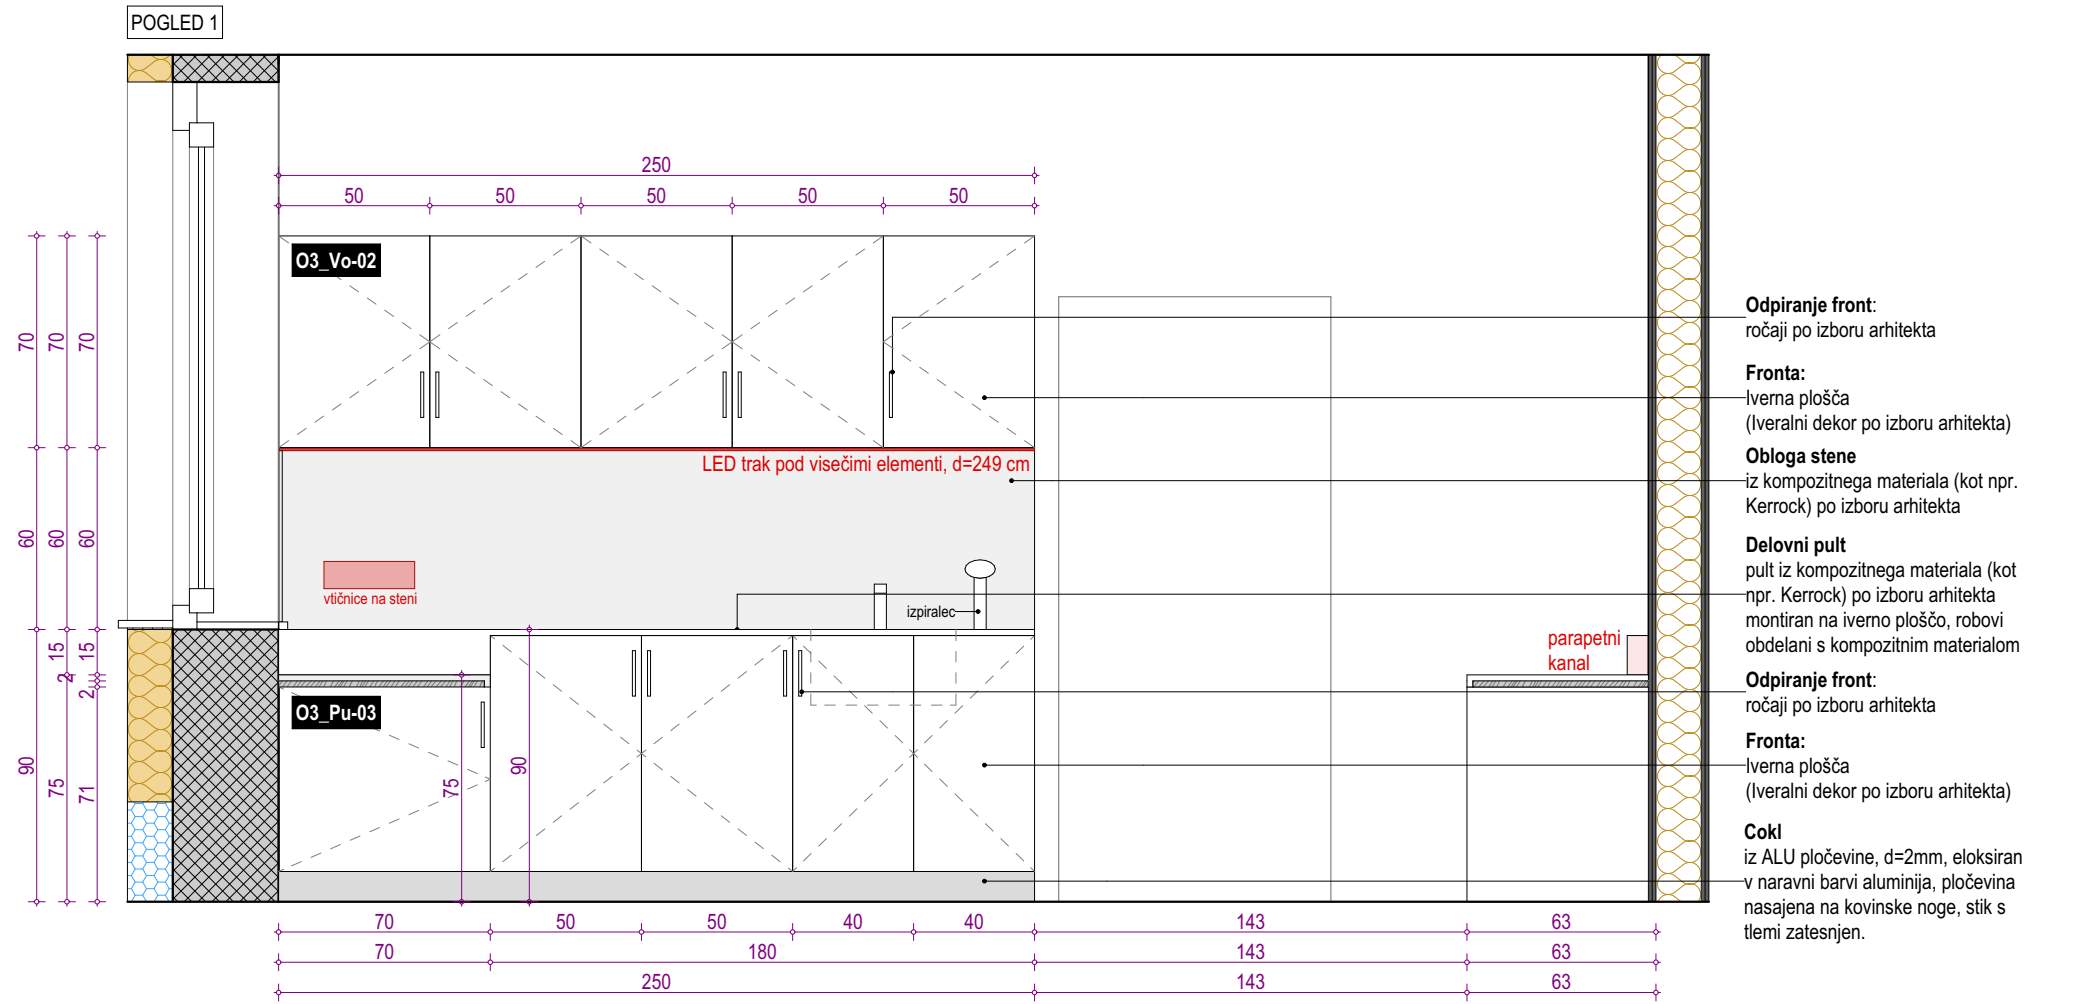 POGLED 1
250
50 50 50 50 50
O3_Vo-02
70 70 70
LED trak pod visečimi elementi, d=249 cm
60 60 60
vtičnice na steni
izpiralec
15 15
2
2
90
75
71
O3_Pu-03
75
90
parapetni
kanal
70 50 50 40 40 143 63
70 180 143 63
250 143 63
Odpiranje front:
ročaji po izboru arhitekta
Fronta:
Iverna plošča
(Iveralni dekor po izboru arhitekta)
Obloga stene
iz kompozitnega materiala (kot npr.
Kerrock) po izboru arhitekta
Delovni pult
pult iz kompozitnega materiala (kot
npr. Kerrock) po izboru arhitekta
montiran na iverno ploščo, robovi
obdelani s kompozitnim materialom
Odpiranje front:
ročaji po izboru arhitekta
Fronta:
Iverna plošča
(Iveralni dekor po izboru arhitekta)
Cokl
iz ALU pločevine, d=2mm, eloksiran
v naravni barvi aluminija, pločevina
nasajena na kovinske noge, stik s
tlemi zatesnjen.